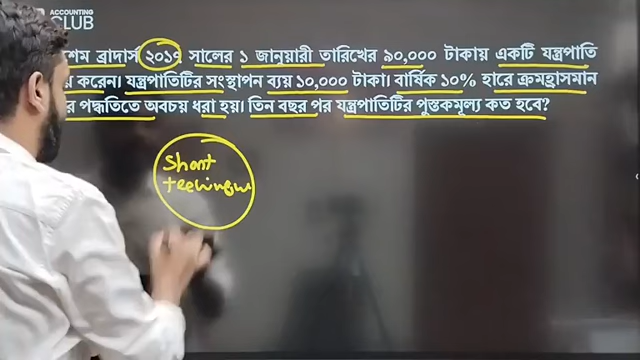 ACCOUNTING
CLUB
শম ব্রাদার্স ২০১৭ সালের ১ জানুয়ারী তারিখের ৯০,০০০ টাকায় একটি যন্ত্রপাতি
করেন। যন্ত্রপাতিটির সংস্থাপন ব্যয় ১০,০০০ টাকা। বার্ষিক ১০% হারে ক্রমহ্রাসমান
র পদ্ধতিতে অবচয় ধরা হয়। তিন বছর পর যন্ত্রপাতিটির পুস্তকমূল্য কত হবে?
Short